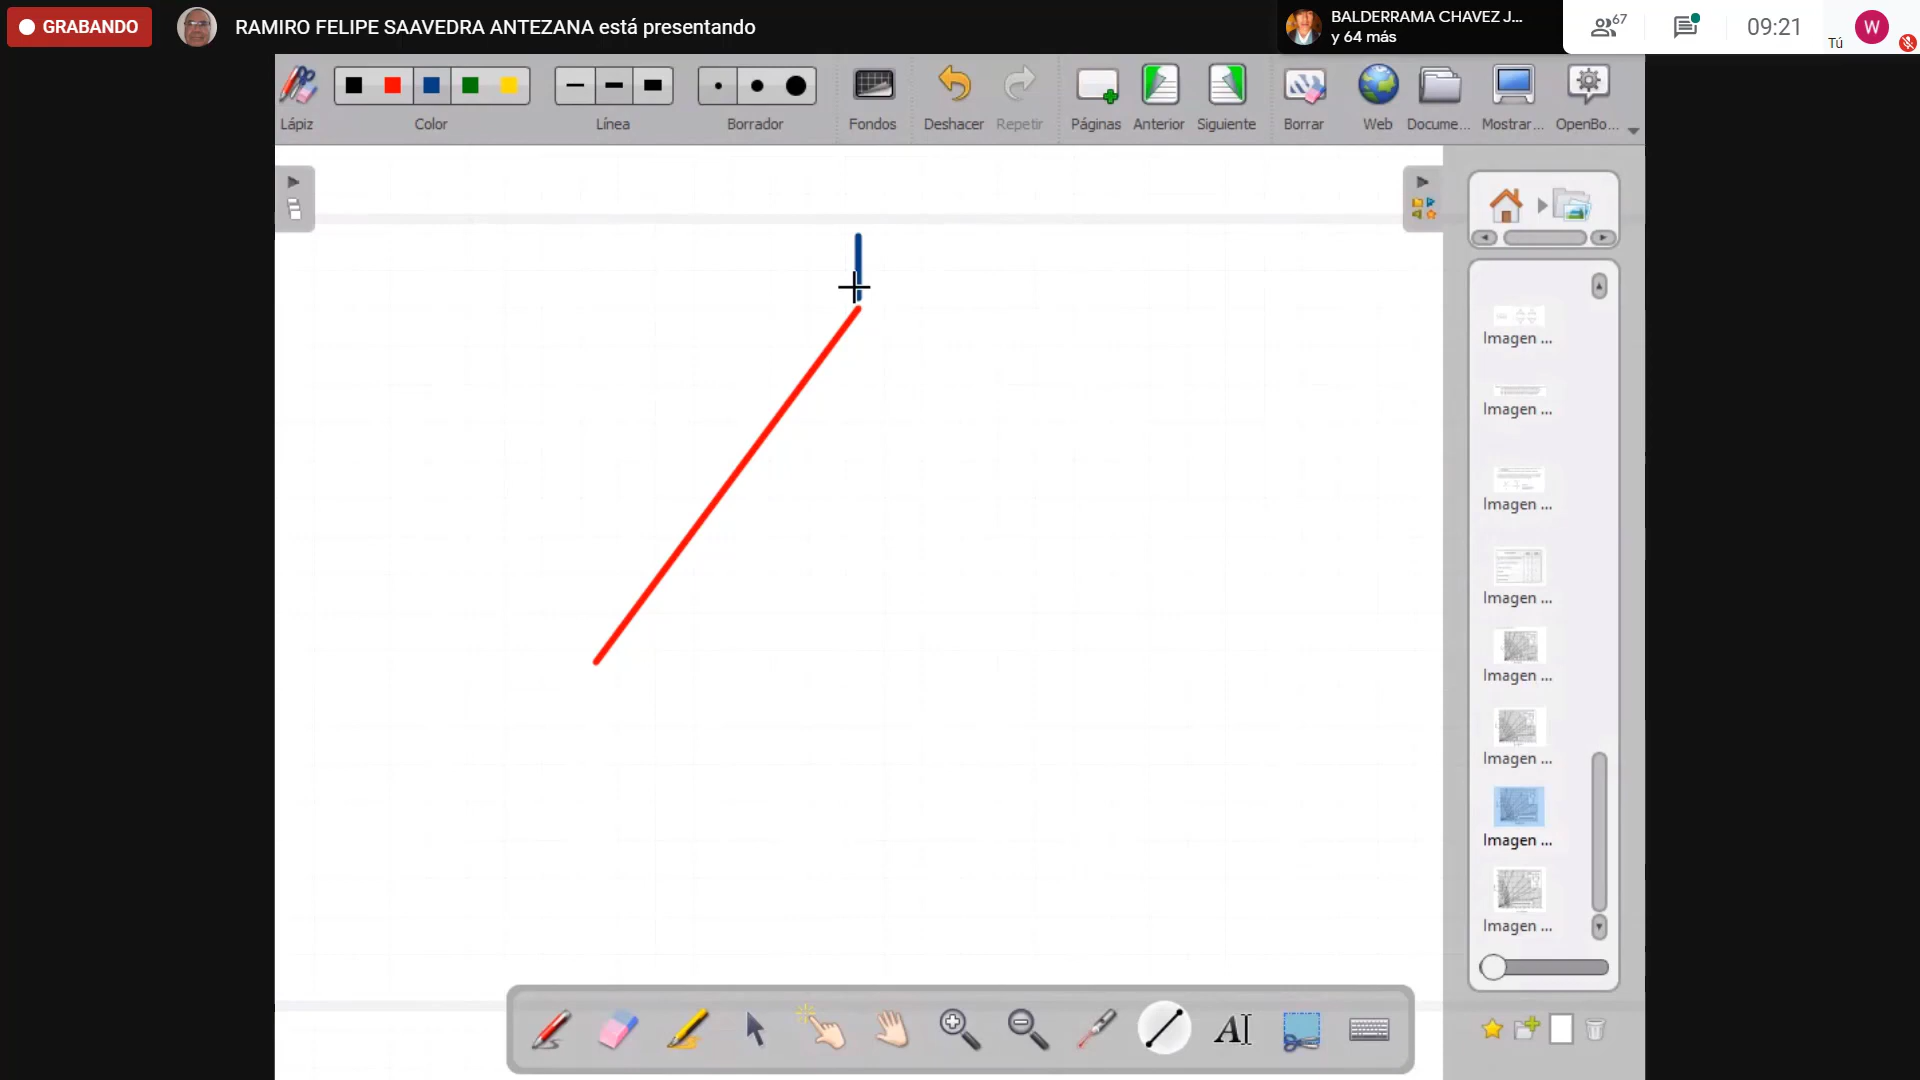 GRABANDO
RAMIRO FELIPE SAAVEDRA ANTEZANA está presentando
BALDERRAMA CHAVEZ J...
y 64 más
67
09:21
Tú
W
Lápiz
Color
Línea
Borrador
Fondos
Deshacer
Repetir
Páginas
Anterior
Siguiente
Borrar
Web
Docume...
Mostrar...
OpenBo...
Imagen ...
Imagen ...
Imagen ...
Imagen ...
Imagen ...
Imagen ...
Imagen ...
Imagen ...
AI